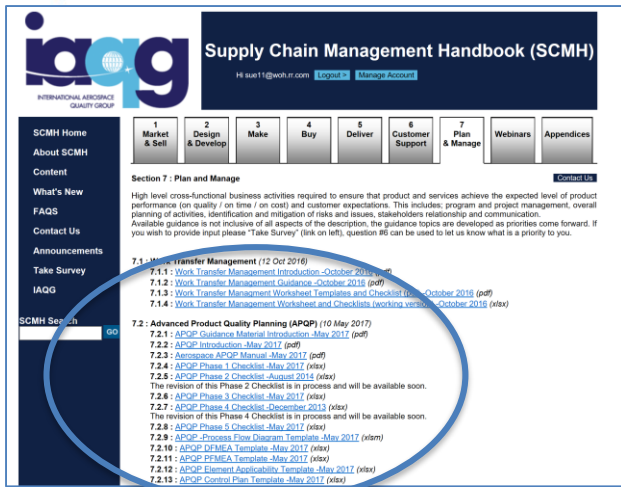 iaqg
INTERNATIONAL AEROSPACE
QUALITY GROUP
Supply Chain Management Handbook (SCMH)
Hi sue11@woh.rr.com Logout > Manage Account
SCMH Home
About SCMH
Content
What's New
FAQS
Contact Us
Announcements
Take Survey
IAQG
SCMH Search
GO
1 Market & Sell
2 Design & Develop
3 Make
4 Buy
5 Deliver
6 Customer Support
7 Plan & Manage
Webinars
Appendices
Section 7 : Plan and Manage
Contact Us
High level cross-functional business activities required to ensure that product and services achieve the expected level of product
performance (on quality / on time / on cost) and customer expectations. This includes; program and project management, overall
planning of activities, identification and mitigation of risks and issues, stakeholders relationship and communication.
Available guidance is not inclusive of all aspects of the description, the guidance topics are developed as priorities come forward. If
you wish to provide input please "Take Survey" (link on left), question #6 can be used to let us know what is a priority to you.
7.1 : Work Transfer Management (12 Oct 2016)
7.1.1 : Work Transfer Management Introduction -October 2016 (pdf)
7.1.2 : Work Transfer Management Guidance -October 2016 (pdf)
7.1.3 : Work Transfer Managment Worksheet Templates and Checklist -October 2016 (pdf)
7.1.4 : Work Transfer Management Worksheet and Checklists (working version) -October 2016 (xlsx)
7.2 : Advanced Product Quality Planning (APQP) (10 May 2017)
7.2.1 : APQP Guidance Material Introduction -May 2017 (pdf)
7.2.2 : APQP Introduction -May 2017 (pdf)
7.2.3 : Aerospace APQP Manual -May 2017 (pdf)
7.2.4 : APQP Phase 1 Checklist -May 2017 (xlsx)
7.2.5 : APQP Phase 2 Checklist -August 2014 (xlsx)
The revision of this Phase 2 Checklist is in process and will be available soon.
7.2.6 : APQP Phase 3 Checklist -May 2017 (xlsx)
7.2.7 : APQP Phase 4 Checklist -December 2013 (xlsx)
The revision of this Phase 4 Checklist is in process and will be available soon.
7.2.8 : APQP Phase 5 Checklist -May 2017 (xlsx)
7.2.9 : APQP -Process Flow Diagram Template -May 2017 (xlsm)
7.2.10 : APQP DFMEA Template -May 2017 (xlsx)
7.2.11 : APQP PFMEA Template -May 2017 (xlsx)
7.2.12 : APQP Element Applicability Template -May 2017 (xlsx)
7.2.13 : APQP Control Plan Template -May 2017 (xlsx)